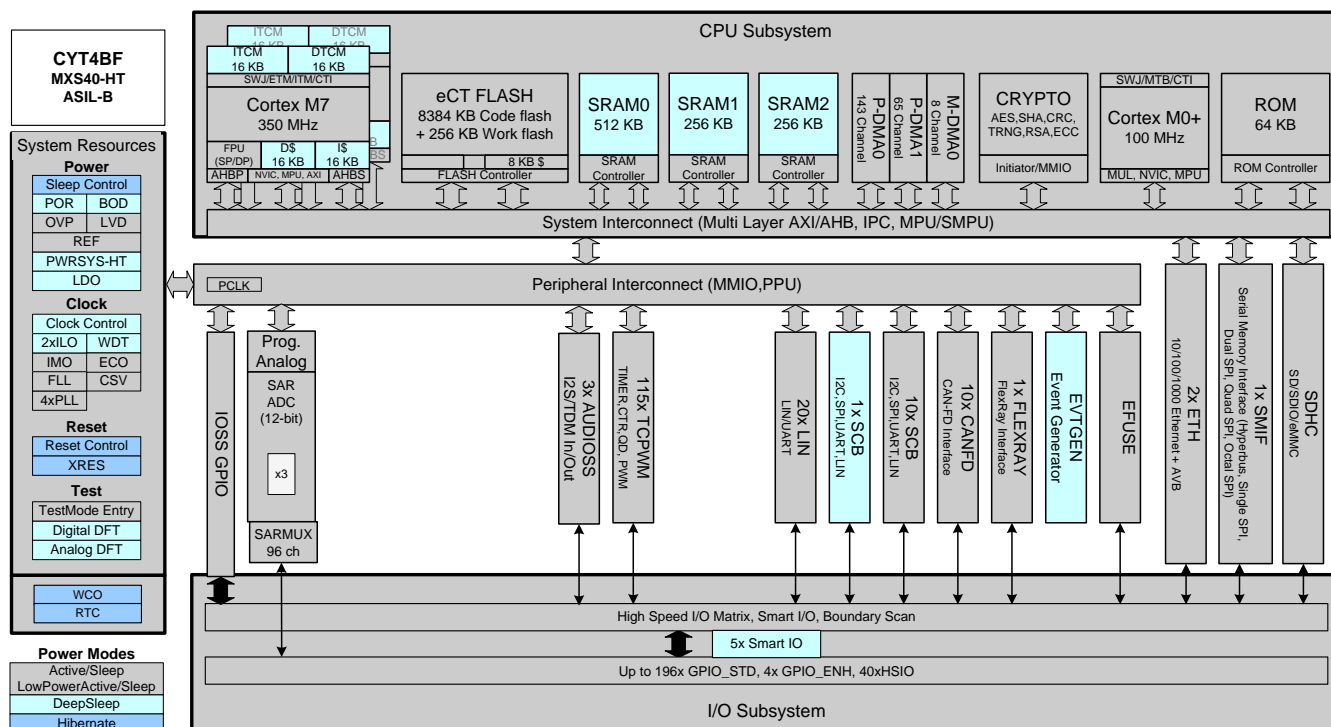 CYT4BF
MXS40-HT
ASIL-B
System Resources
Power
Sleep Control
POR
BOD
OVP
LVD
REF
PWRSYS-HT
LDO
Clock
Clock Control
2xILO
WDT
IMO
ECO
FLL
CSV
4xPLL
Reset
Reset Control
XRES
Test
TestMode Entry
Digital DFT
Analog DFT
WCO
RTC
Power Modes
Active/Sleep
LowPowerActive/Sleep
DeepSleep
Hibernate
CPU Subsystem
ITCM
16 KB
DTCM
16 KB
ITCM
16 KB
DTCM
16 KB
SWJ/ETM/ITM/CTI
Cortex M7
350 MHz
FPU
(SP/DP)
D$
16 KB
I$
16 KB
AHBP
NVIC, MPU, AXI
AHBS
eCT FLASH
8384 KB Code flash
+ 256 KB Work flash
8 KB $
FLASH Controller
SRAM0
512 KB
SRAM
Controller
SRAM1
256 KB
SRAM
Controller
SRAM2
256 KB
SRAM
Controller
P-DMA0
143 Channel
P-DMA1
65 Channel
M-DMA0
8 Channel
CRYPTO
AES,SHA,CRC,
TRNG,RSA,ECC
Initiator/MMIO
SWJ/MTB/CTI
Cortex M0+
100 MHz
MUL, NVIC, MPU
ROM
64 KB
ROM Controller
System Interconnect (Multi Layer AXI/AHB, IPC, MPU/SMPU)
PCLK
Peripheral Interconnect (MMIO,PPU)
IOSS GPIO
Prog.
Analog
SAR
ADC
(12-bit)
x3
SARMUX
96 ch
3x AUDIOSS
I2S/TDM In/Out
115x TCPWM
TIMER,CTR,QD, PWM
20x LIN
LIN/UART
1x SCB
I2C,SPI,UART,LIN
10x SCB
I2C,SPI,UART,LIN
10x CANFD
CAN-FD Interface
1x FLEXRAY
FlexRay Interface
EVTGEN
Event Generator
EFUSE
2x ETH
10/100/1000 Ethernet + AVB
1x SMIF
Serial Memory Interface (Hyperbus, Single SPI,
Dual SPI, Quad SPI, Octal SPI)
SDHC
SD/SDIO/eMMC
High Speed I/O Matrix, Smart I/O, Boundary Scan
5x Smart IO
Up to 196x GPIO_STD, 4x GPIO_ENH, 40xHSIO
I/O Subsystem